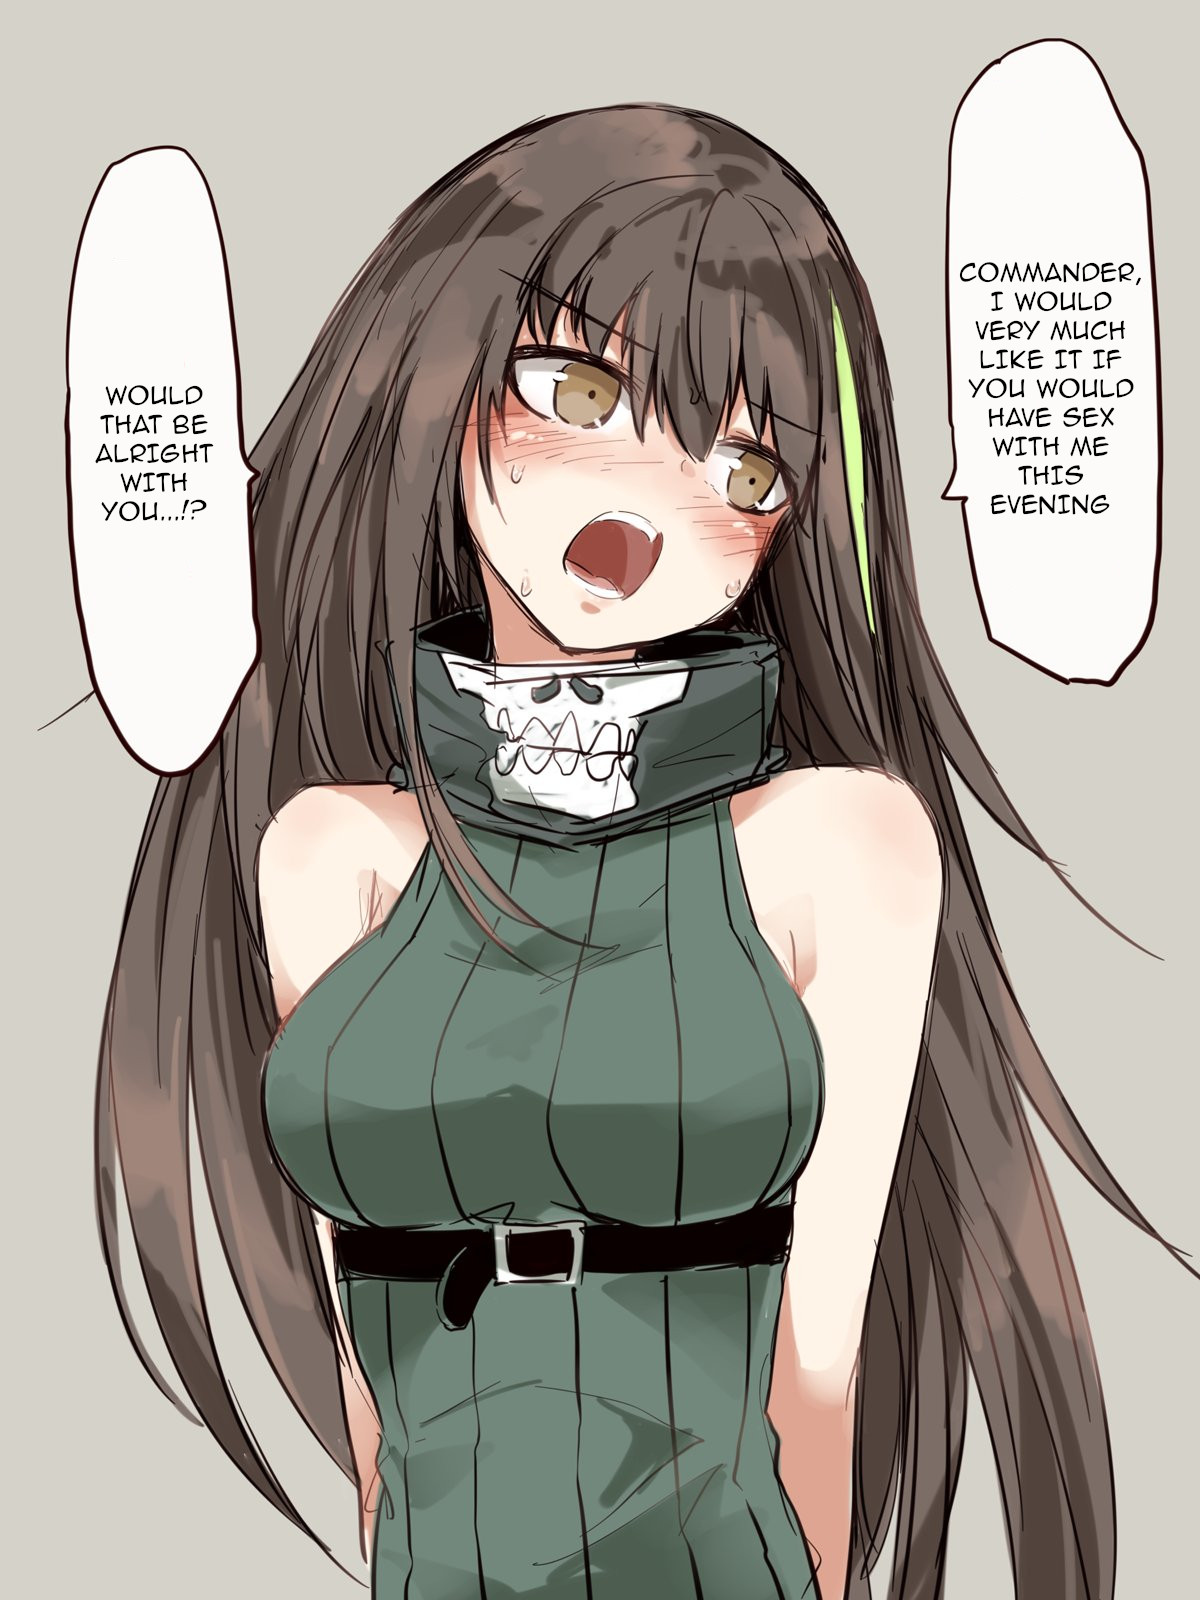 COMMANDER,
I WOULD
VERY MUCH
LIKE IT IF
YOU WOULD
HAVE SEX
WITH ME
THIS
EVENING
WOULD
THAT BE
ALRIGHT
WITH
YOU...!?